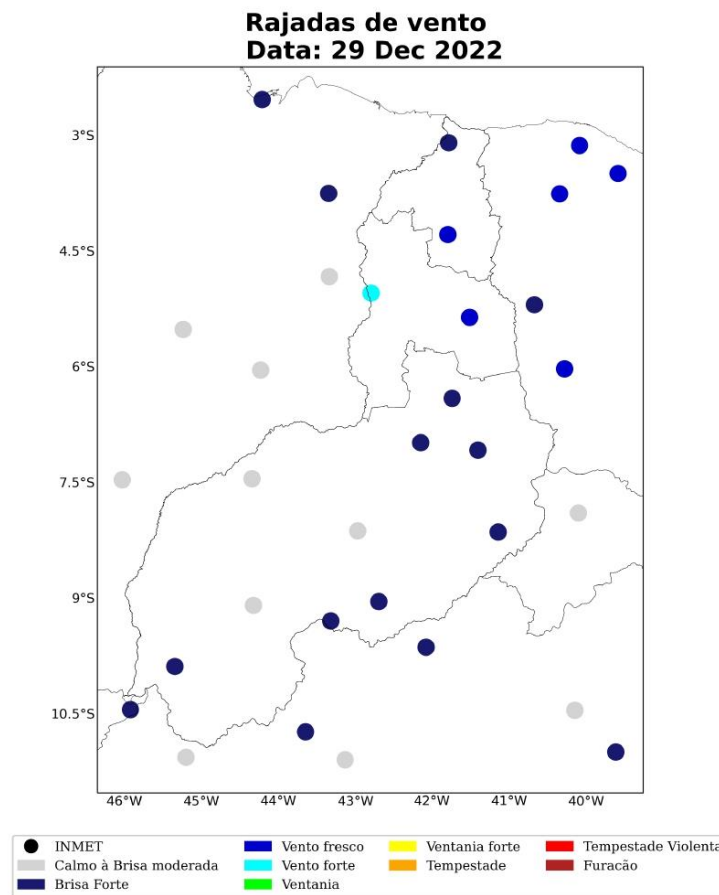 Rajadas de vento
Data: 29 Dec 2022
3°S
4.5°S
6°S
7.5°S
9°S
10.5°S
46°W 45°W 44°W 43°W 42°W 41°W 40°W
INMET Vento fresco Ventania forte Tempestade Violenta
Calmo à Brisa moderada Vento forte Tempestade Furacão
Brisa Forte Ventania